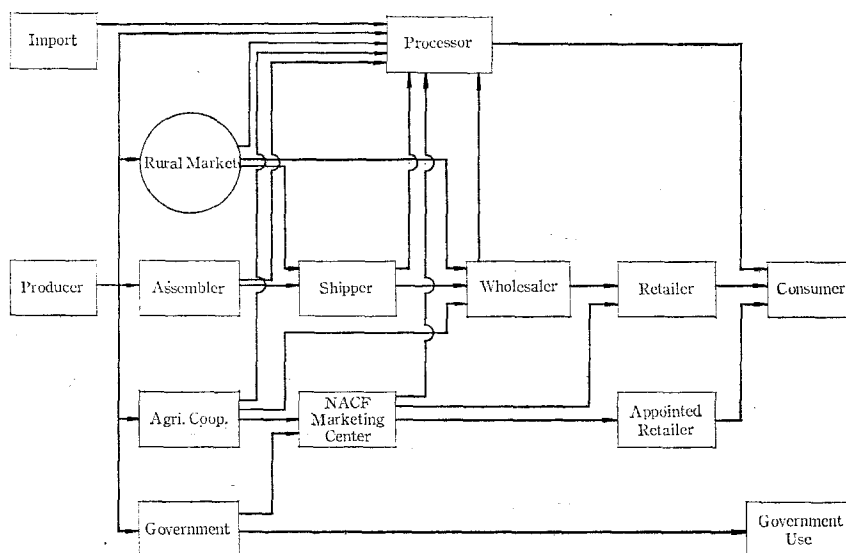 Import
Processor
Rural Market
Producer
Assembler
Shipper
Wholesaler
Retailer
Consumer
Agri. Coop.
NACF
Marketing
Center
Appointed
Retailer
Government
Government
Use